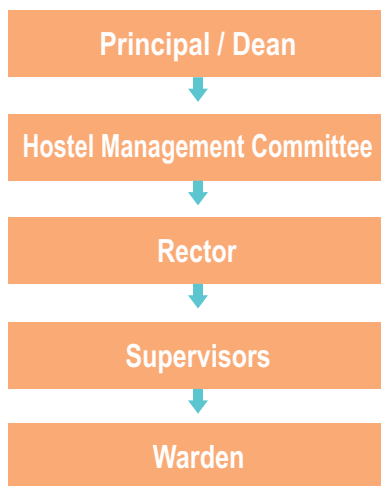 Principal / Dean
Hostel Management Committee
Rector
Supervisors
Warden